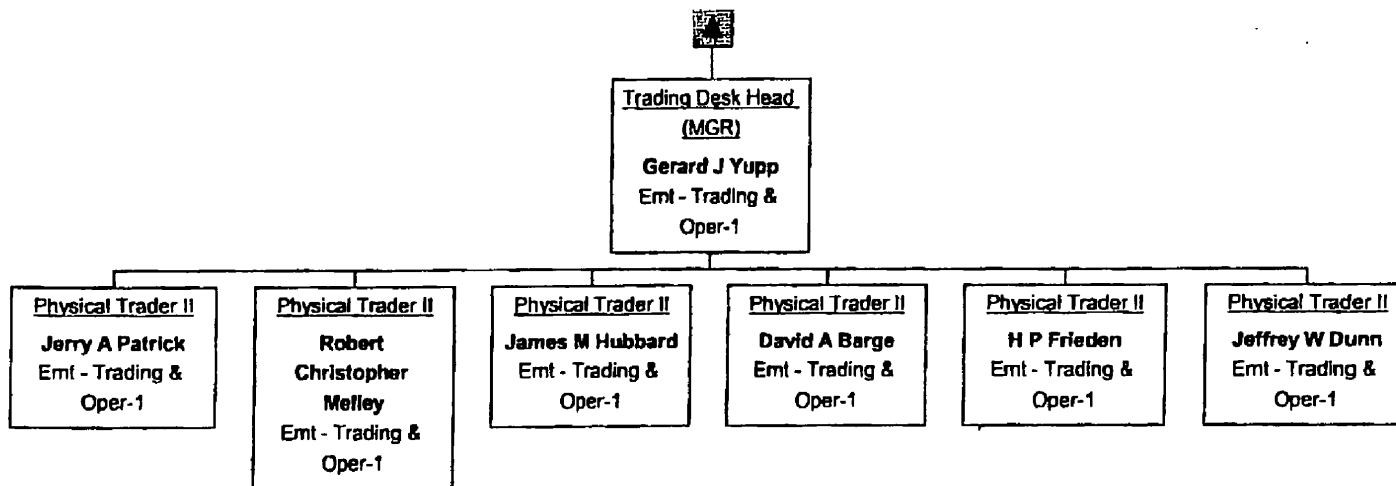 Trading Desk Head
(MGR)
Gerard J Yupp
Emt - Trading &
Oper-1
Physical Trader II
Jerry A Patrick
Emt - Trading &
Oper-1
Physical Trader II
Robert
Christopher
Melley
Emt - Trading &
Oper-1
Physical Trader II
James M Hubbard
Emt - Trading &
Oper-1
Physical Trader II
David A Barge
Emt - Trading &
Oper-1
Physical Trader II
H P Frieden
Emt - Trading &
Oper-1
Physical Trader II
Jeffrey W Dunn
Emt - Trading &
Oper-1